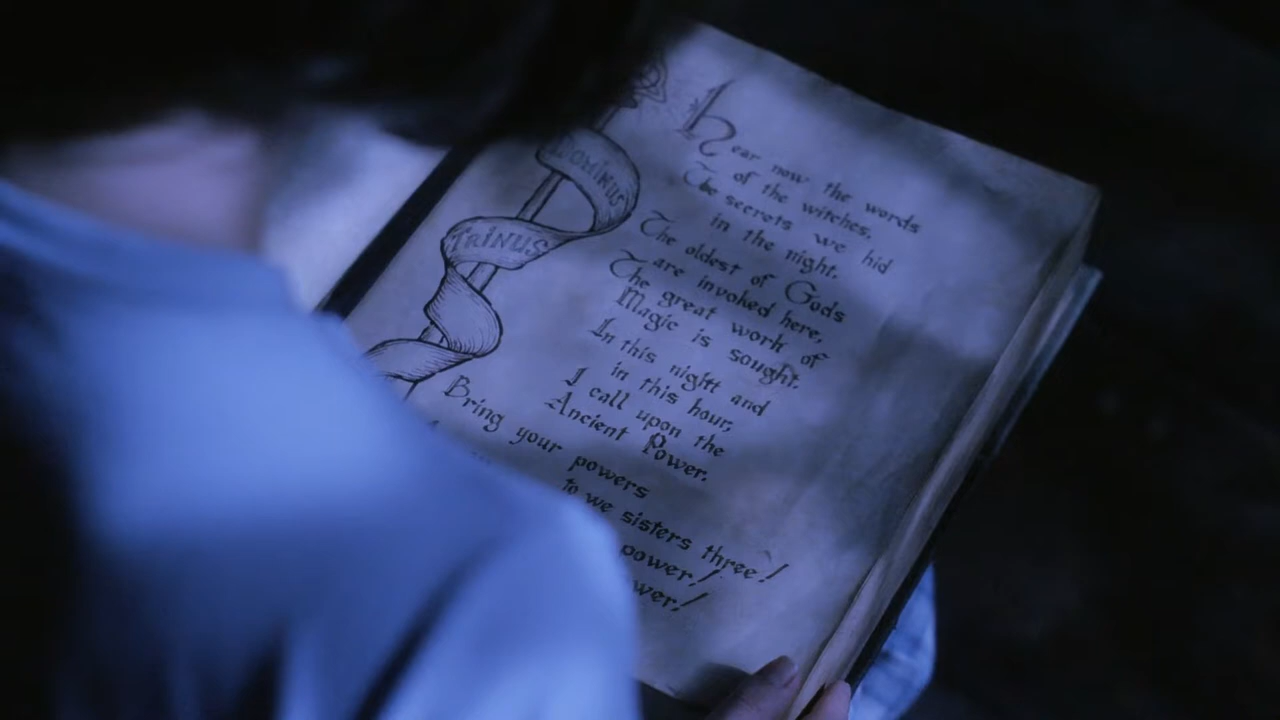 DOMINUS
TRINUS
hear now the words
of the witches,
The secrets we hid
in the night.
The oldest of Gods
are invoked here,
The great work of
Magic is sought.
In this night and
in this hour,
I call upon the
Ancient Power.
Bring your powers
to we sisters three!
power!
wer!